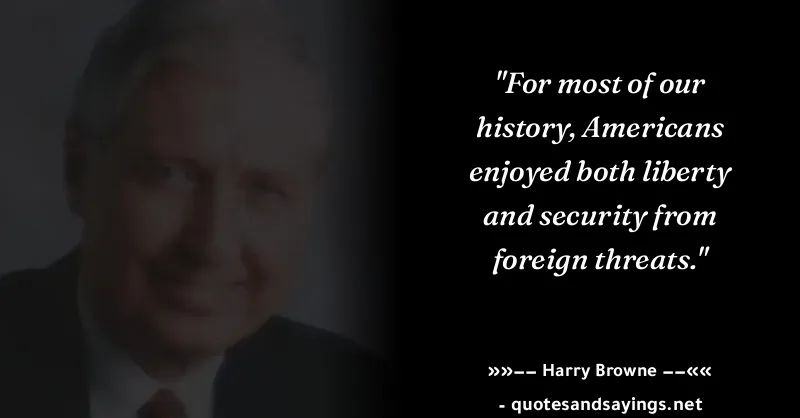 "For most of our
history, Americans
enjoyed both liberty
and security from
foreign threats."
»»−− Harry Browne −−««
- quotesandsayings.net